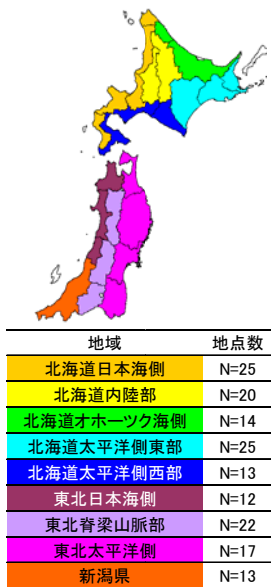 地域 地点数
北海道日本海側 N=25
北海道内陸部 N=20
北海道オホーツク海側 N=14
北海道太平洋側東部 N=25
北海道太平洋側西部 N=13
東北日本海側 N=12
東北脊梁山脈部 N=22
東北太平洋側 N=17
新潟県 N=13